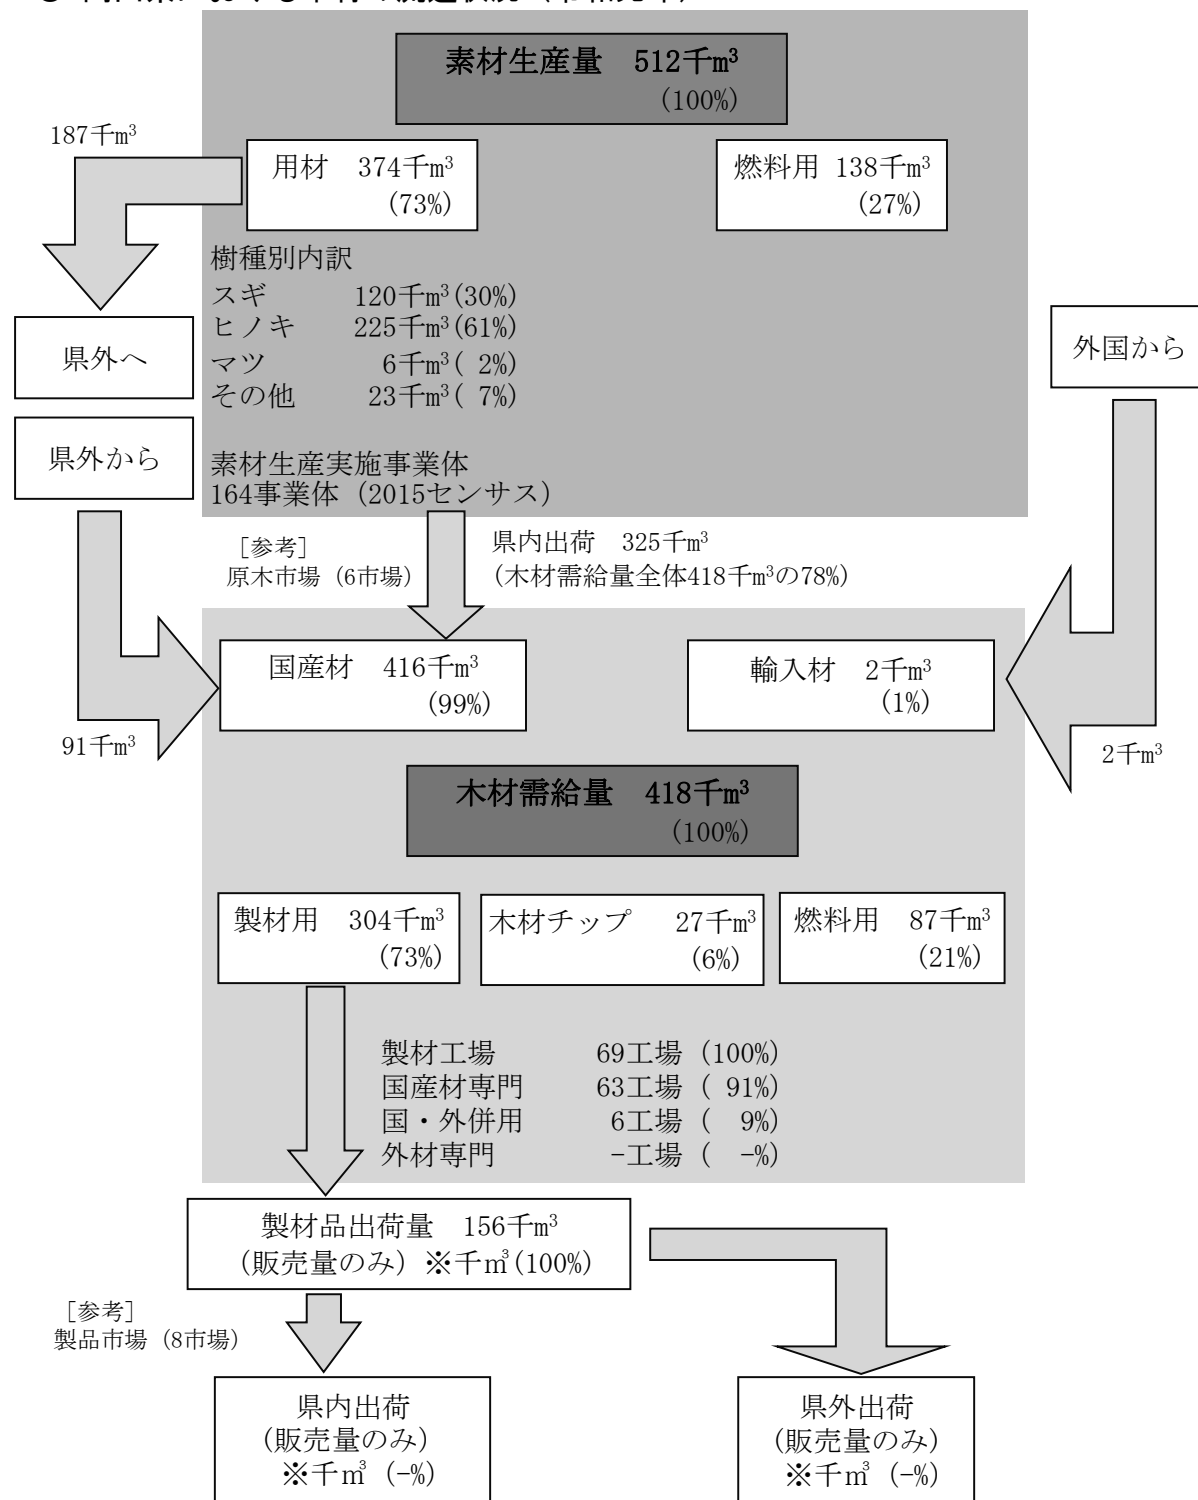 素材生産量　512千m³
(100%)
187千m³
用材　374千m³
(73%)
燃料用 138千m³
(27%)
樹種別内訳
スギ　120千m³(30%)
ヒノキ　225千m³(61%)
マツ　6千m³( 2%)
その他　23千m³( 7%)
県外へ
外国から
県外から
素材生産実施事業体
164事業体（2015センサス）
［参考］
原木市場（6市場）
県内出荷　325千m³
（木材需給量全体418千m³の78%）
国産材　416千m³
(99%)
輸入材　2千m³
(1%)
91千m³
2千m³
木材需給量　418千m³
(100%)
製材用　304千m³
(73%)
木材チップ　27千m³
(6%)
燃料用　87千m³
(21%)
製材工場　69工場（100%）
国産材専門　63工場（ 91%）
国・外併用　6工場（ 9%）
外材専門　-工場（ -%）
製材品出荷量　156千m³
（販売量のみ）※千㎥(100%)
［参考］
製品市場（8市場）
県内出荷
（販売量のみ）
※千㎥（-%）
県外出荷
（販売量のみ）
※千㎥（-%）